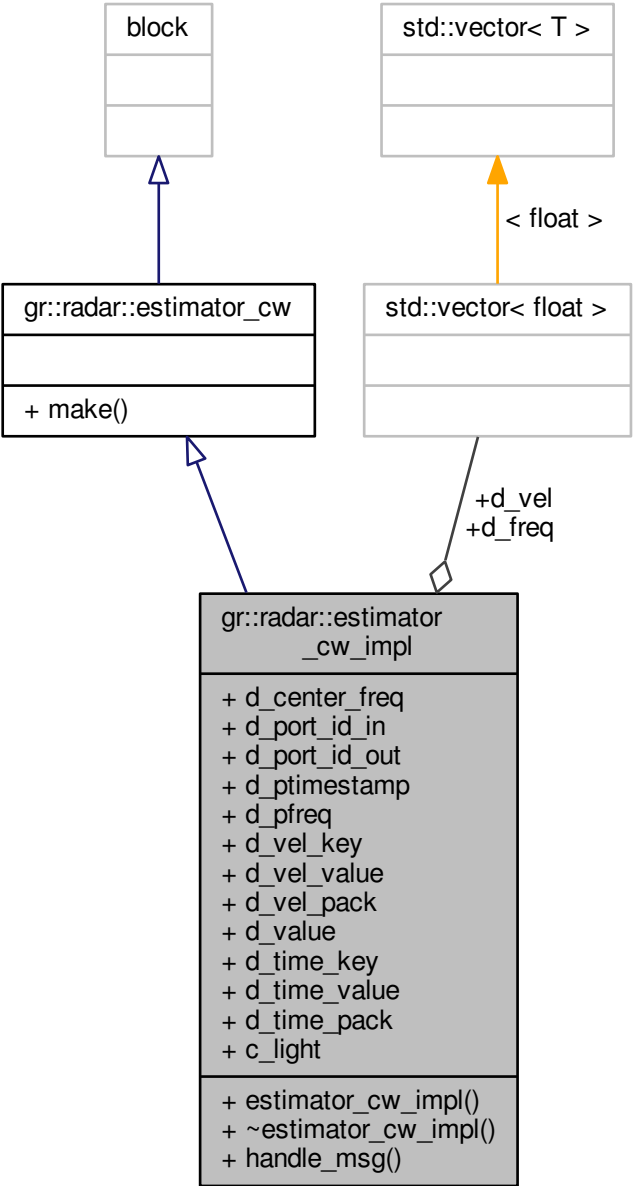 block
std::vector< T >
< float >
gr::radar::estimator_cw
+ make()
std::vector< float >
+d_vel
+d_freq
gr::radar::estimator
_cw_impl
+ d_center_freq
+ d_port_id_in
+ d_port_id_out
+ d_ptimestamp
+ d_pfreq
+ d_vel_key
+ d_vel_value
+ d_vel_pack
+ d_value
+ d_time_key
+ d_time_value
+ d_time_pack
+ c_light
+ estimator_cw_impl()
+ ~estimator_cw_impl()
+ handle_msg()